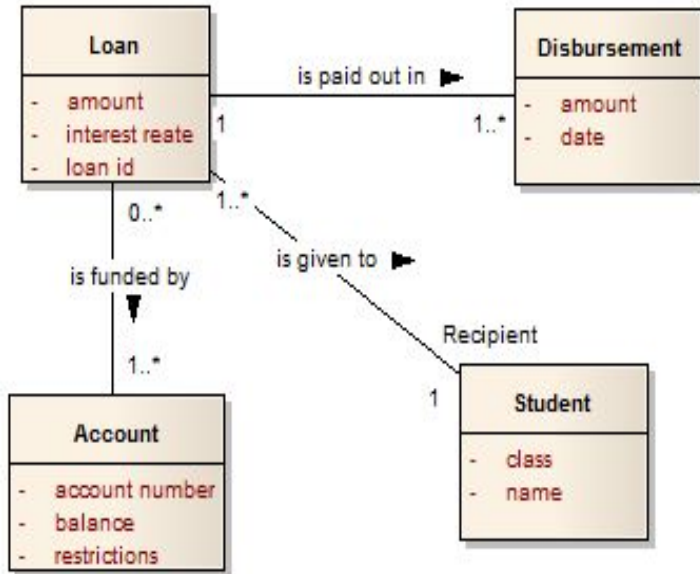 Loan
- amount
- interest reate
- loan id
is paid out in
1
1..*
Disbursement
- amount
- date
0..*
is funded by
1..*
1..*
is given to
Recipient
1
Account
- account number
- balance
- restrictions
Student
- class
- name